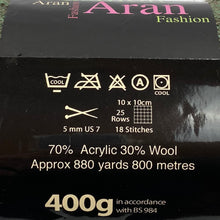 Aran Aran
Fashion
COOL A COOL
10 x 10cm
25
Rows
5 mm US 7 18 Stitches
70% Acrylic 30% Wool
Approx 880 yards 800 metres
400g in accordance
with BS 984